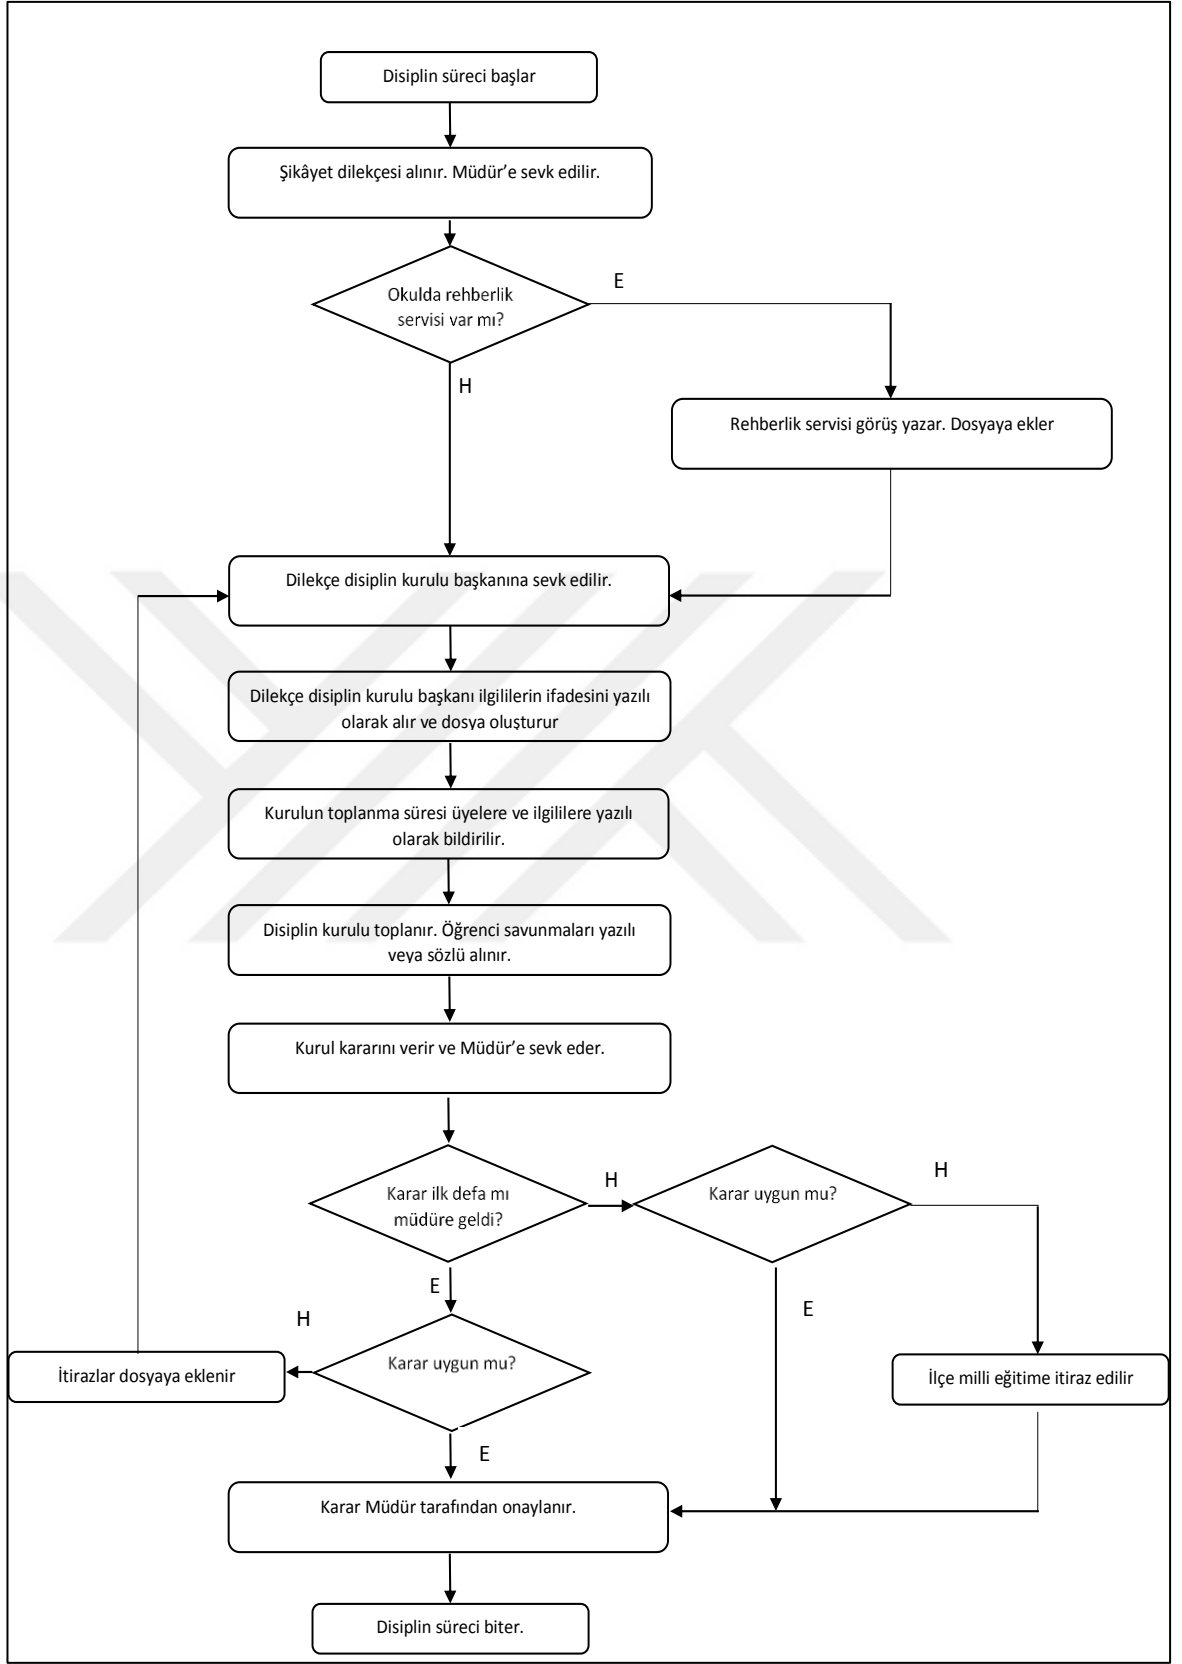 Disiplin süreci başlar
Şikâyet dilekçesi alınır. Müdür’e sevk edilir.
E
Okulda rehberlik
servisi var mı?
H
Rehberlik servisi görüş yazar. Dosyaya ekler
Dilekçe disiplin kurulu başkanına sevk edilir.
Dilekçe disiplin kurulu başkanı ilgililerin ifadesini yazılı
olarak alır ve dosya oluşturur
Kurulun toplanma süresi üyelere ve ilgililere yazılı
olarak bildirilir.
Disiplin kurulu toplanır. Öğrenci savunmaları yazılı
veya sözlü alınır.
Kurul kararını verir ve Müdür’e sevk eder.
Karar ilk defa mı
müdüre geldi?
H
Karar uygun mu?
H
E
E
H
Karar uygun mu?
İtirazlar dosyaya eklenir
İlçe milli eğitime itiraz edilir
E
Karar Müdür tarafından onaylanır.
Disiplin süreci biter.